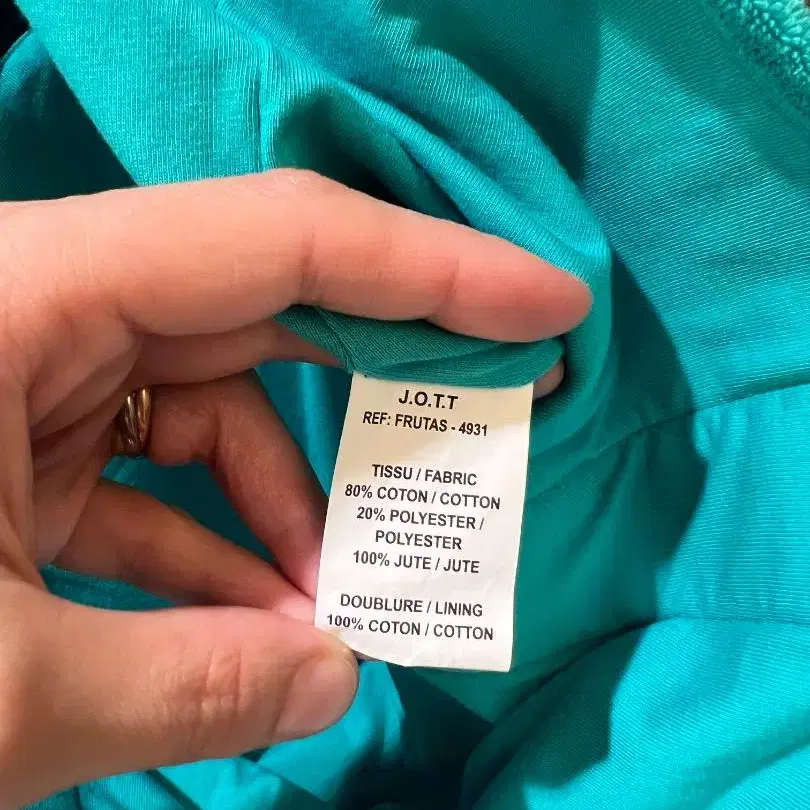 J.O.T.T
REF: FRUTAS - 4931
TISSU / FABRIC
80% COTON / COTTON
20% POLYESTER /
POLYESTER
100% JUTE / JUTE
DOUBLURE / LINING
100% COTON / COTTON